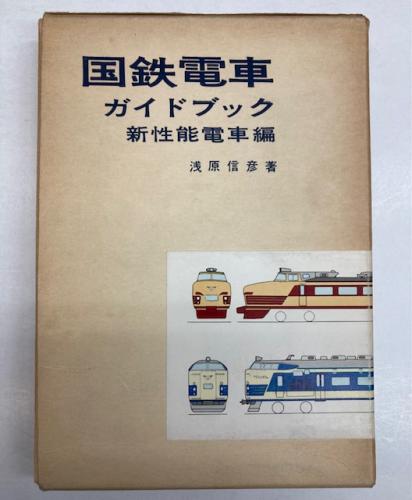 国鉄電車
ガイドブック
新性能電車編
浅原信彦著